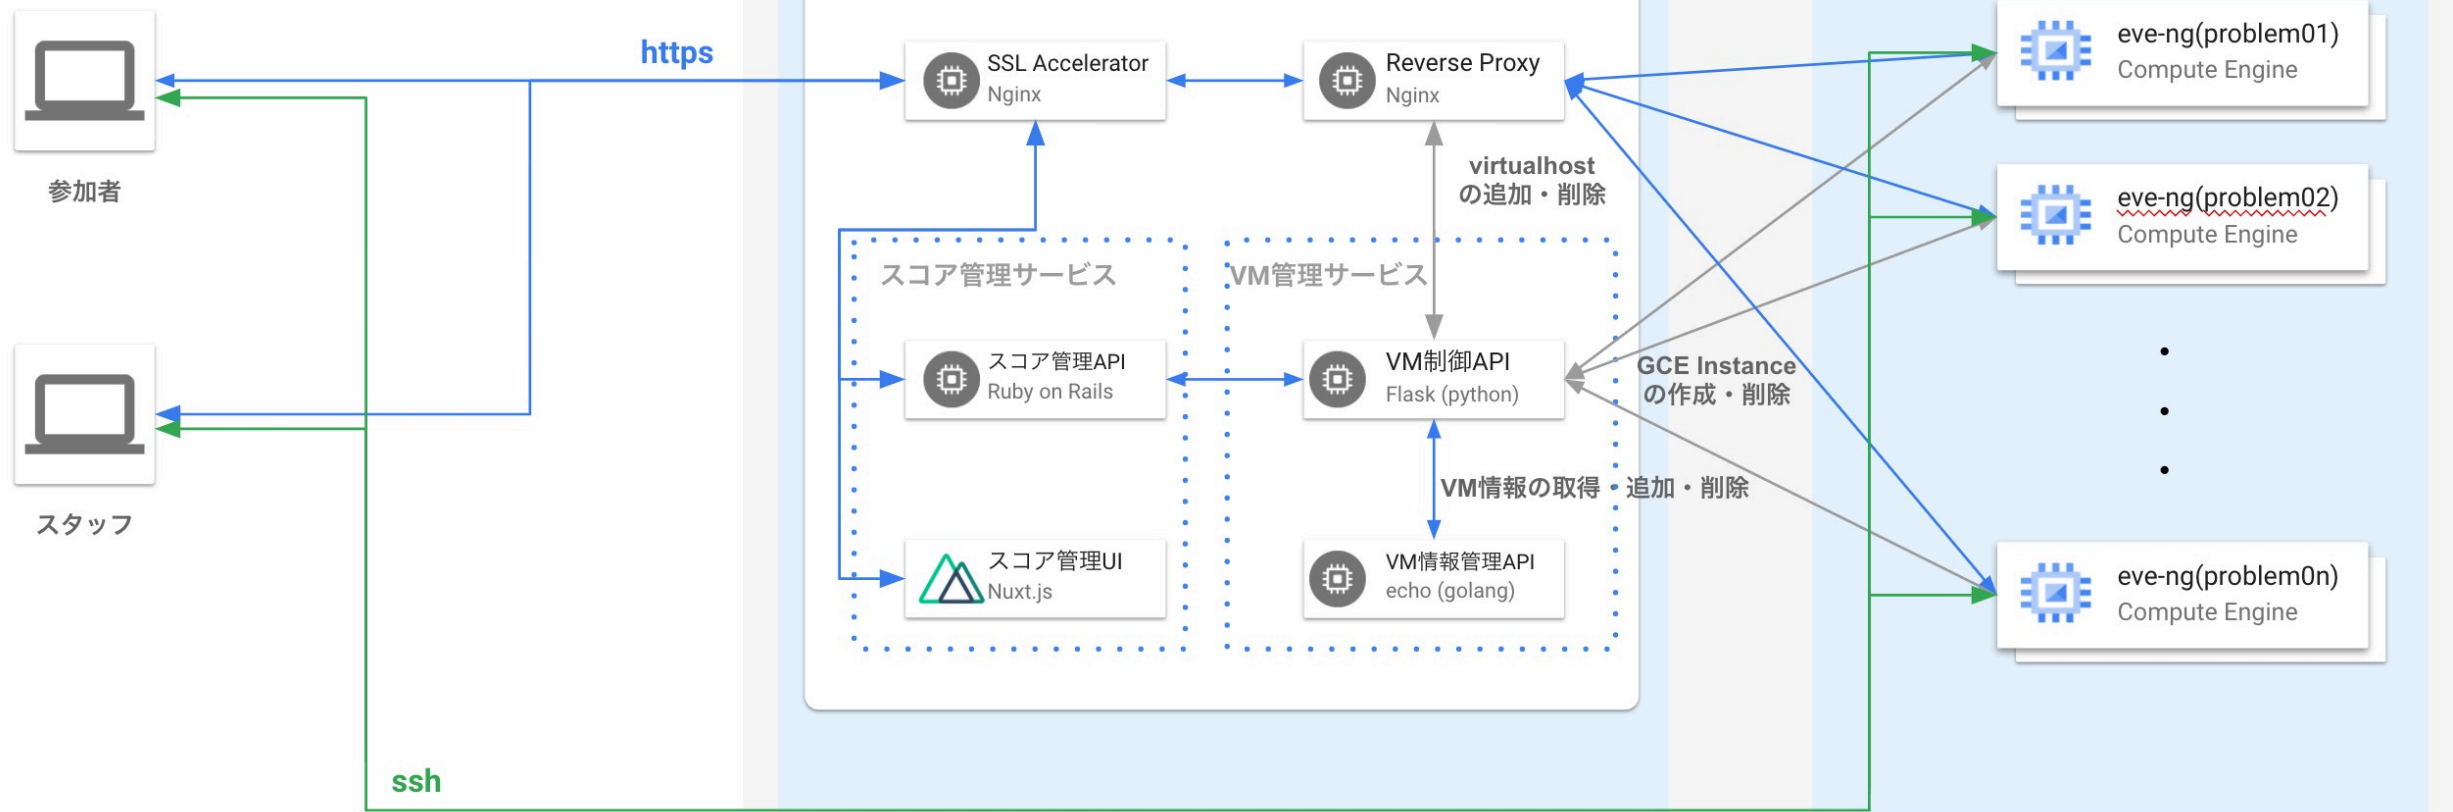 https
SSL Accelerator
Nginx
Reverse Proxy
Nginx
eve-ng(problem01)
Compute Engine
参加者
virtualhost
の追加・削除
eve-ng(problem02)
Compute Engine
スコア管理サービス
VM管理サービス
スコア管理API
Ruby on Rails
VM制御API
Flask (python)
GCE Instance
の作成・削除
VM情報の取得・追加・削除
スタッフ
スコア管理UI
Nuxt.js
VM情報管理API
echo (golang)
eve-ng(problem0n)
Compute Engine
ssh